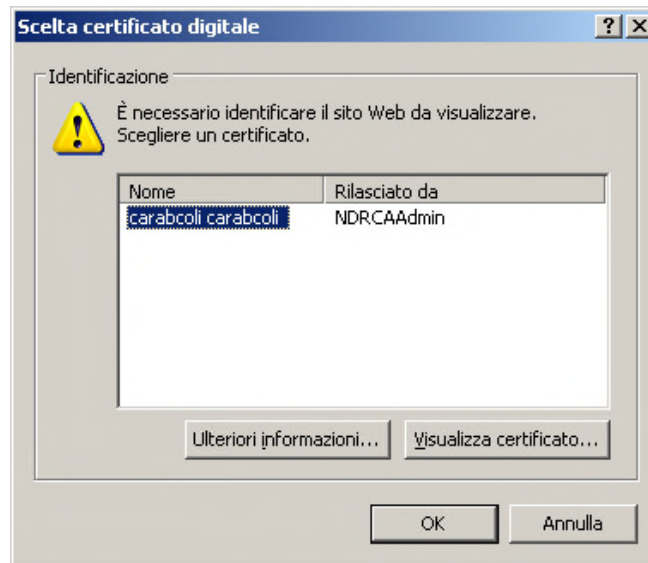 Scelta certificato digitale
Identificazione
È necessario identificare il sito Web da visualizzare.
Scegliere un certificato.
Nome Rilasciato da
carabcoli carabcoli NDRCAAdmin
Ulteriori informazioni... Visualizza certificato...
OK Annulla